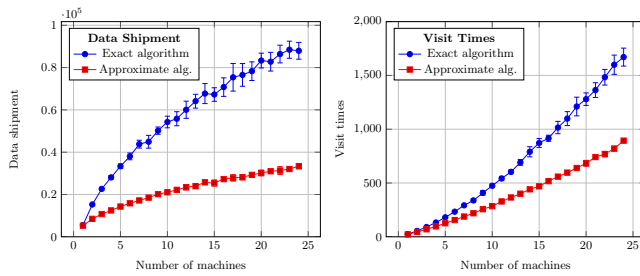 ·10⁵
Data Shipment
Exact algorithm
Approximate alg.
1
0.8
0.6
0.4
0.2
0
0
5
10
15
20
25
Data shipment
Number of machines
Visit Times
Exact algorithm
Approximate alg.
2,000
1,500
1,000
500
0
0
5
10
15
20
25
Visit times
Number of machines